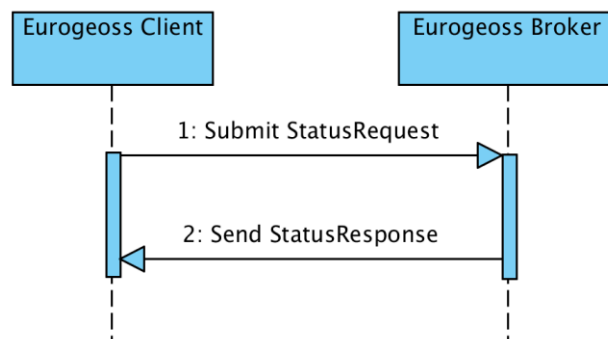 Eurogeoss Client
Eurogeoss Broker
1: Submit StatusRequest
2: Send StatusResponse